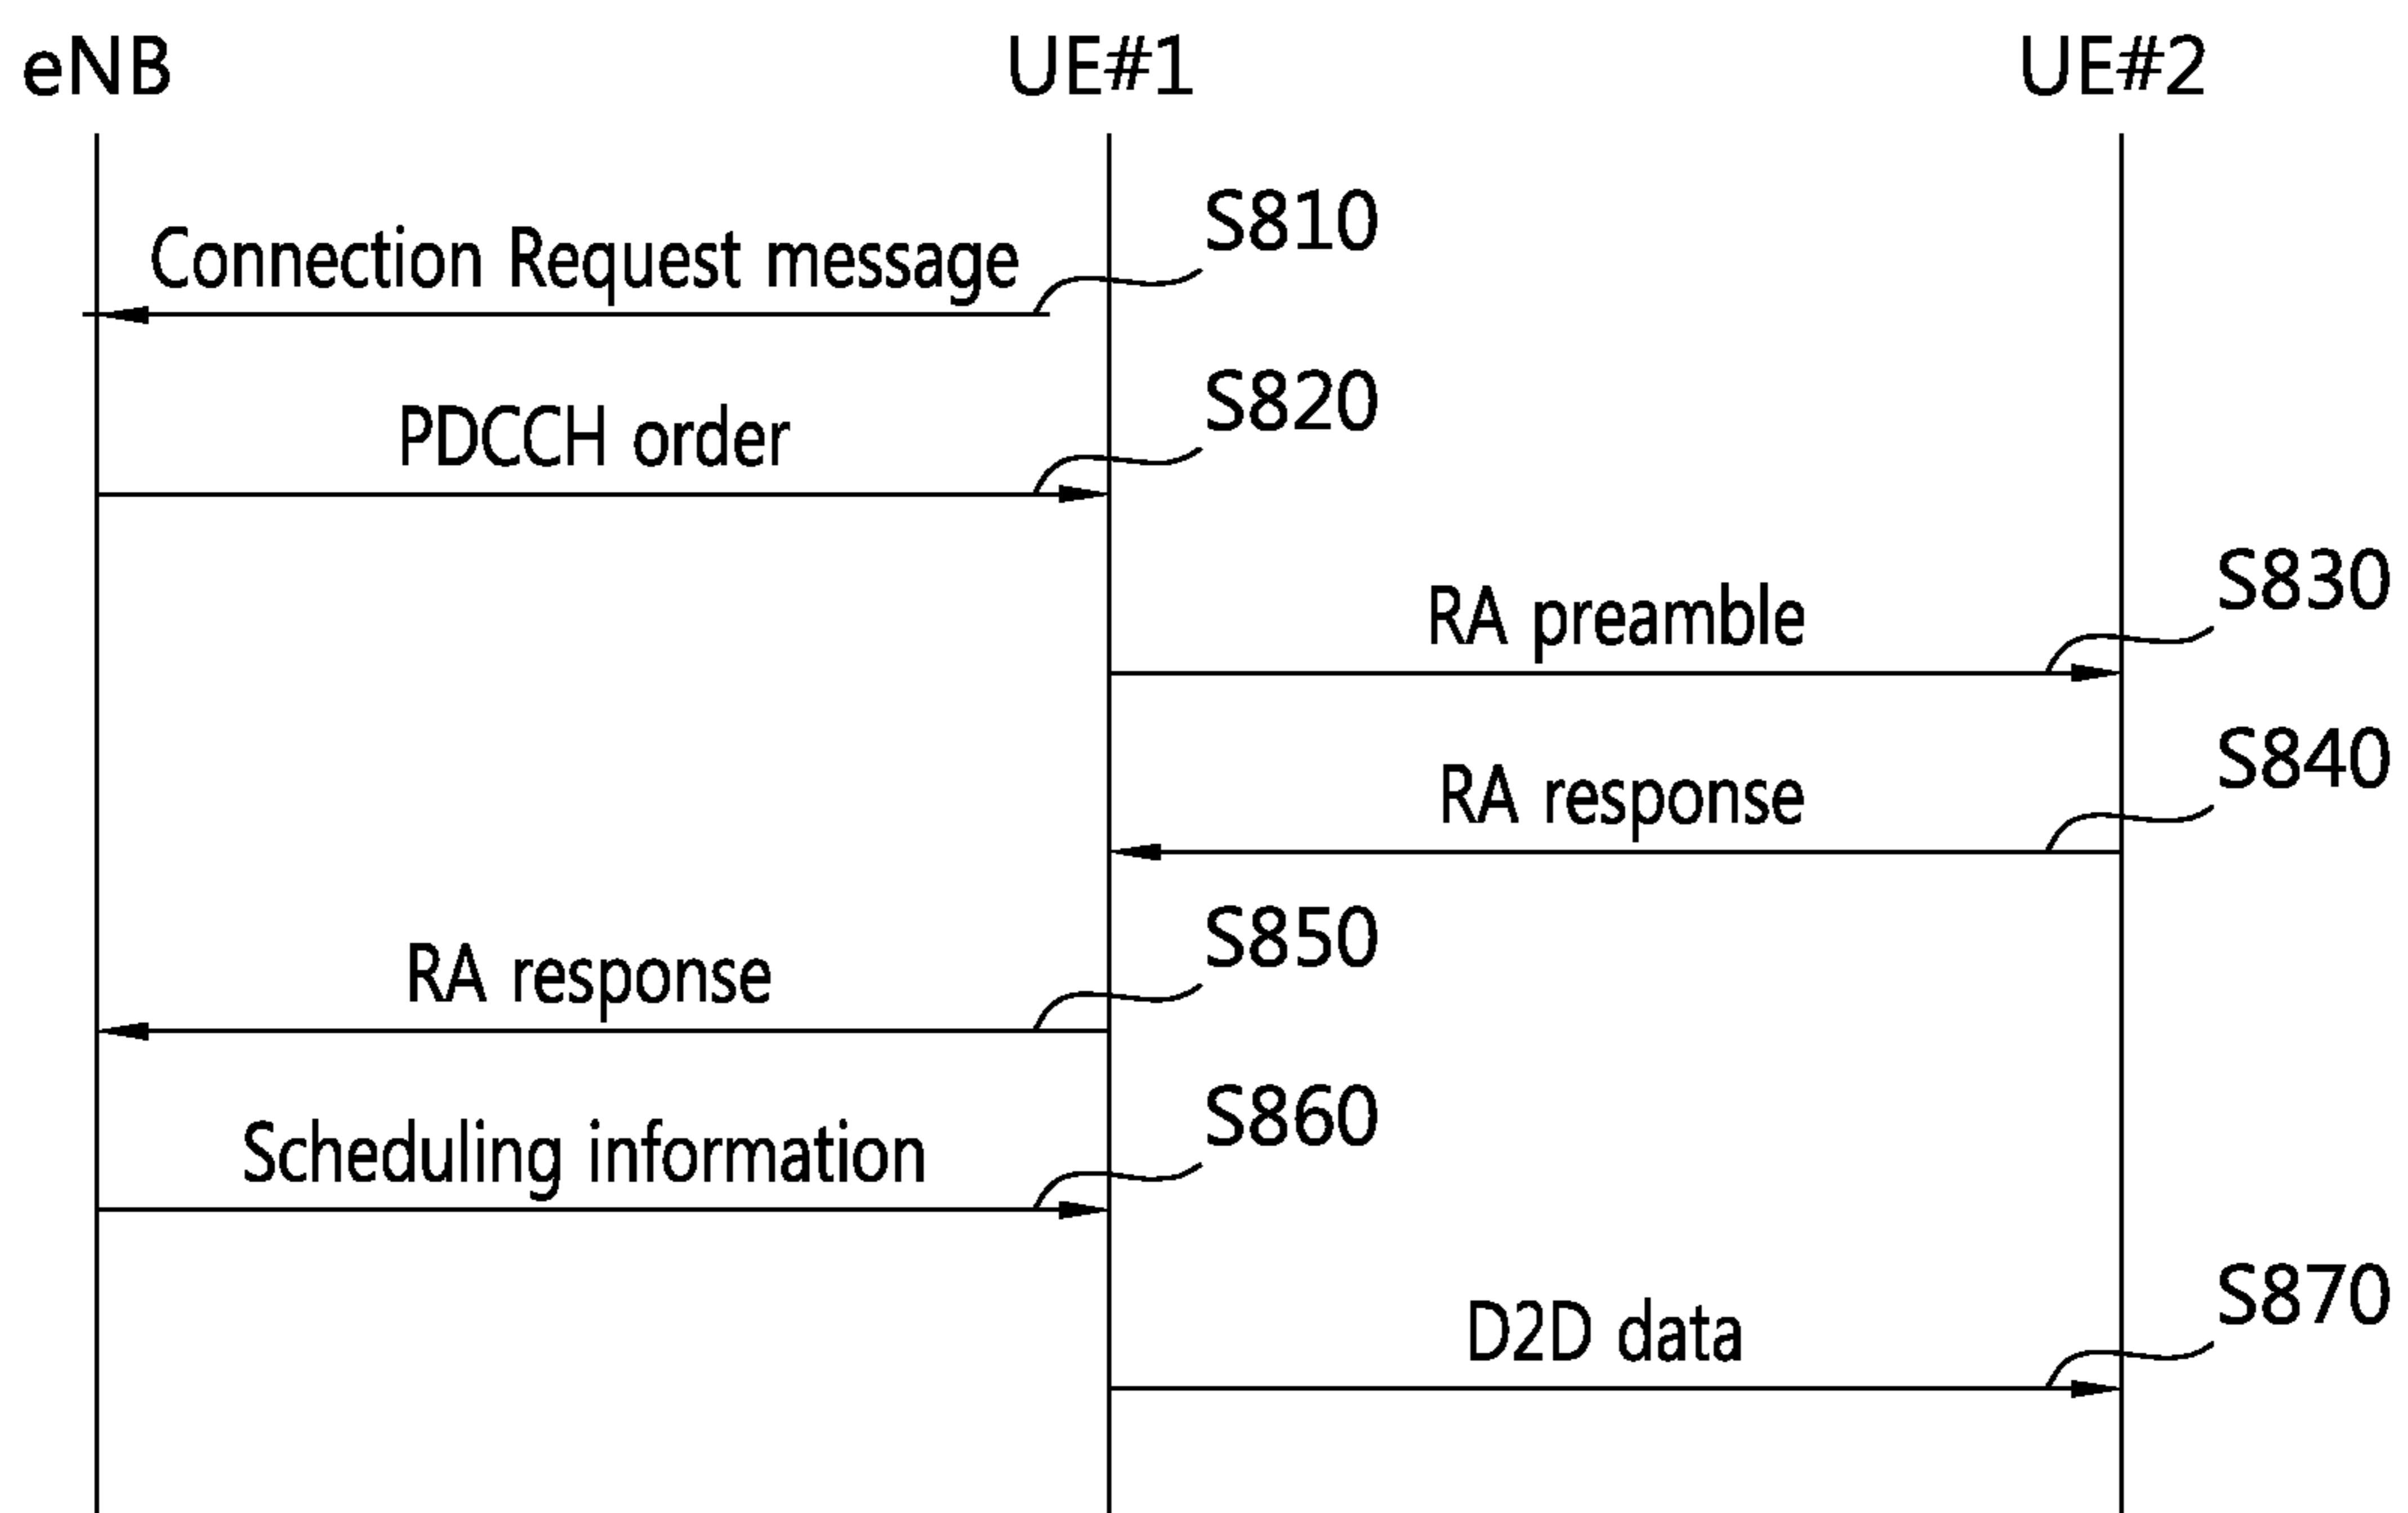 eNB UE#1 UE#2
S810
Connection Request message
S820
PDCCH order
S830
RA preamble
S840
RA response
S850
RA response
S860
Scheduling information
S870
D2D data